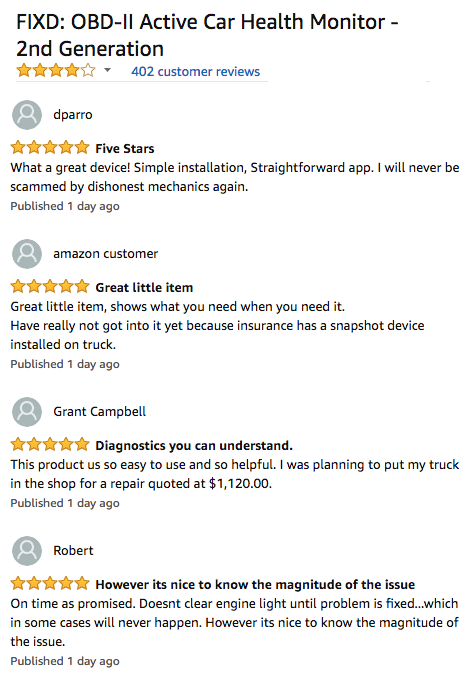 FIXD: OBD-II Active Car Health Monitor -
2nd Generation
402 customer reviews
dparro
Five Stars
What a great device! Simple installation, Straightforward app. I will never be
scammed by dishonest mechanics again.
Published 1 day ago
amazon customer
Great little item
Great little item, shows what you need when you need it.
Have really not got into it yet because insurance has a snapshot device
installed on truck.
Published 1 day ago
Grant Campbell
Diagnostics you can understand.
This product us so easy to use and so helpful. I was planning to put my truck
in the shop for a repair quoted at $1,120.00.
Published 1 day ago
Robert
However its nice to know the magnitude of the issue
On time as promised. Doesnt clear engine light until problem is fixed...which
in some cases will never happen. However its nice to know the magnitude of
the issue.
Published 1 day ago